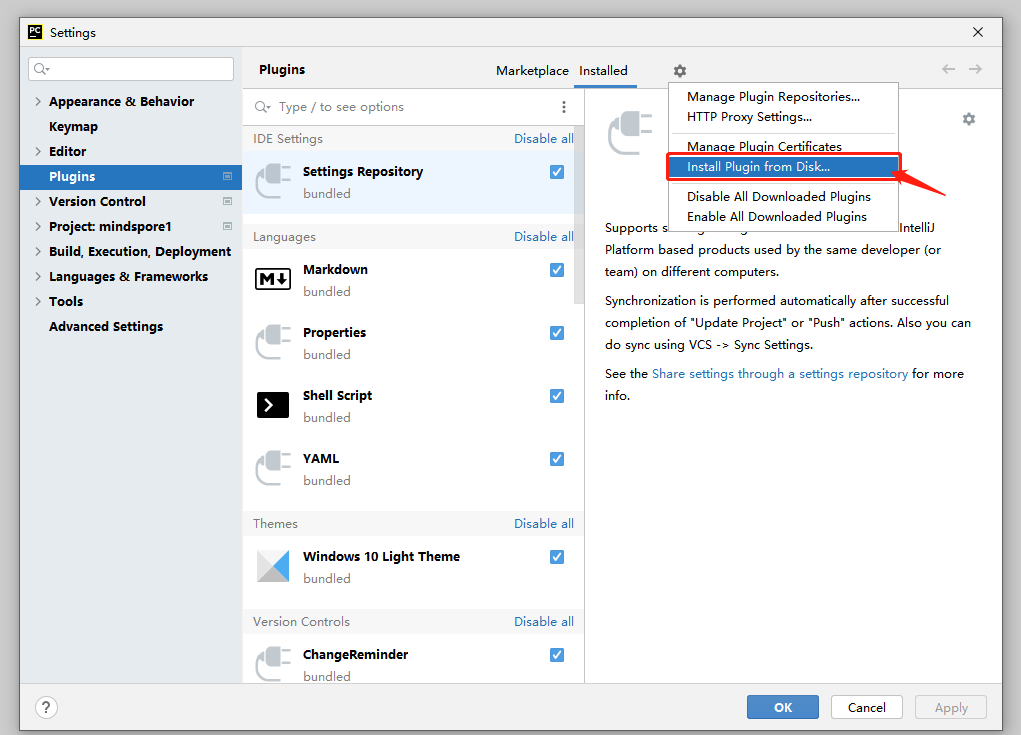 PC Settings
Plugins
Marketplace Installed
Type / to see options
Appearance & Behavior
Keymap
Editor
Plugins
Version Control
Project: mindspore1
Build, Execution, Deployment
Languages & Frameworks
Tools
Advanced Settings
IDE Settings Disable all
Settings Repository
bundled
Languages Disable all
Markdown
bundled
Properties
bundled
Shell Script
bundled
YAML
bundled
Themes Disable all
Windows 10 Light Theme
bundled
Version Controls Disable all
ChangeReminder
bundled
Manage Plugin Repositories...
HTTP Proxy Settings...
Manage Plugin Certificates
Install Plugin from Disk...
Disable All Downloaded Plugins
Enable All Downloaded Plugins
Supports IntelliJ
Platform based products used by the same developer (or
team) on different computers.
Synchronization is performed automatically after successful
completion of "Update Project" or "Push" actions. Also you can
do sync using VCS -> Sync Settings.
See the Share settings through a settings repository for more
info.
?
OK Cancel Apply